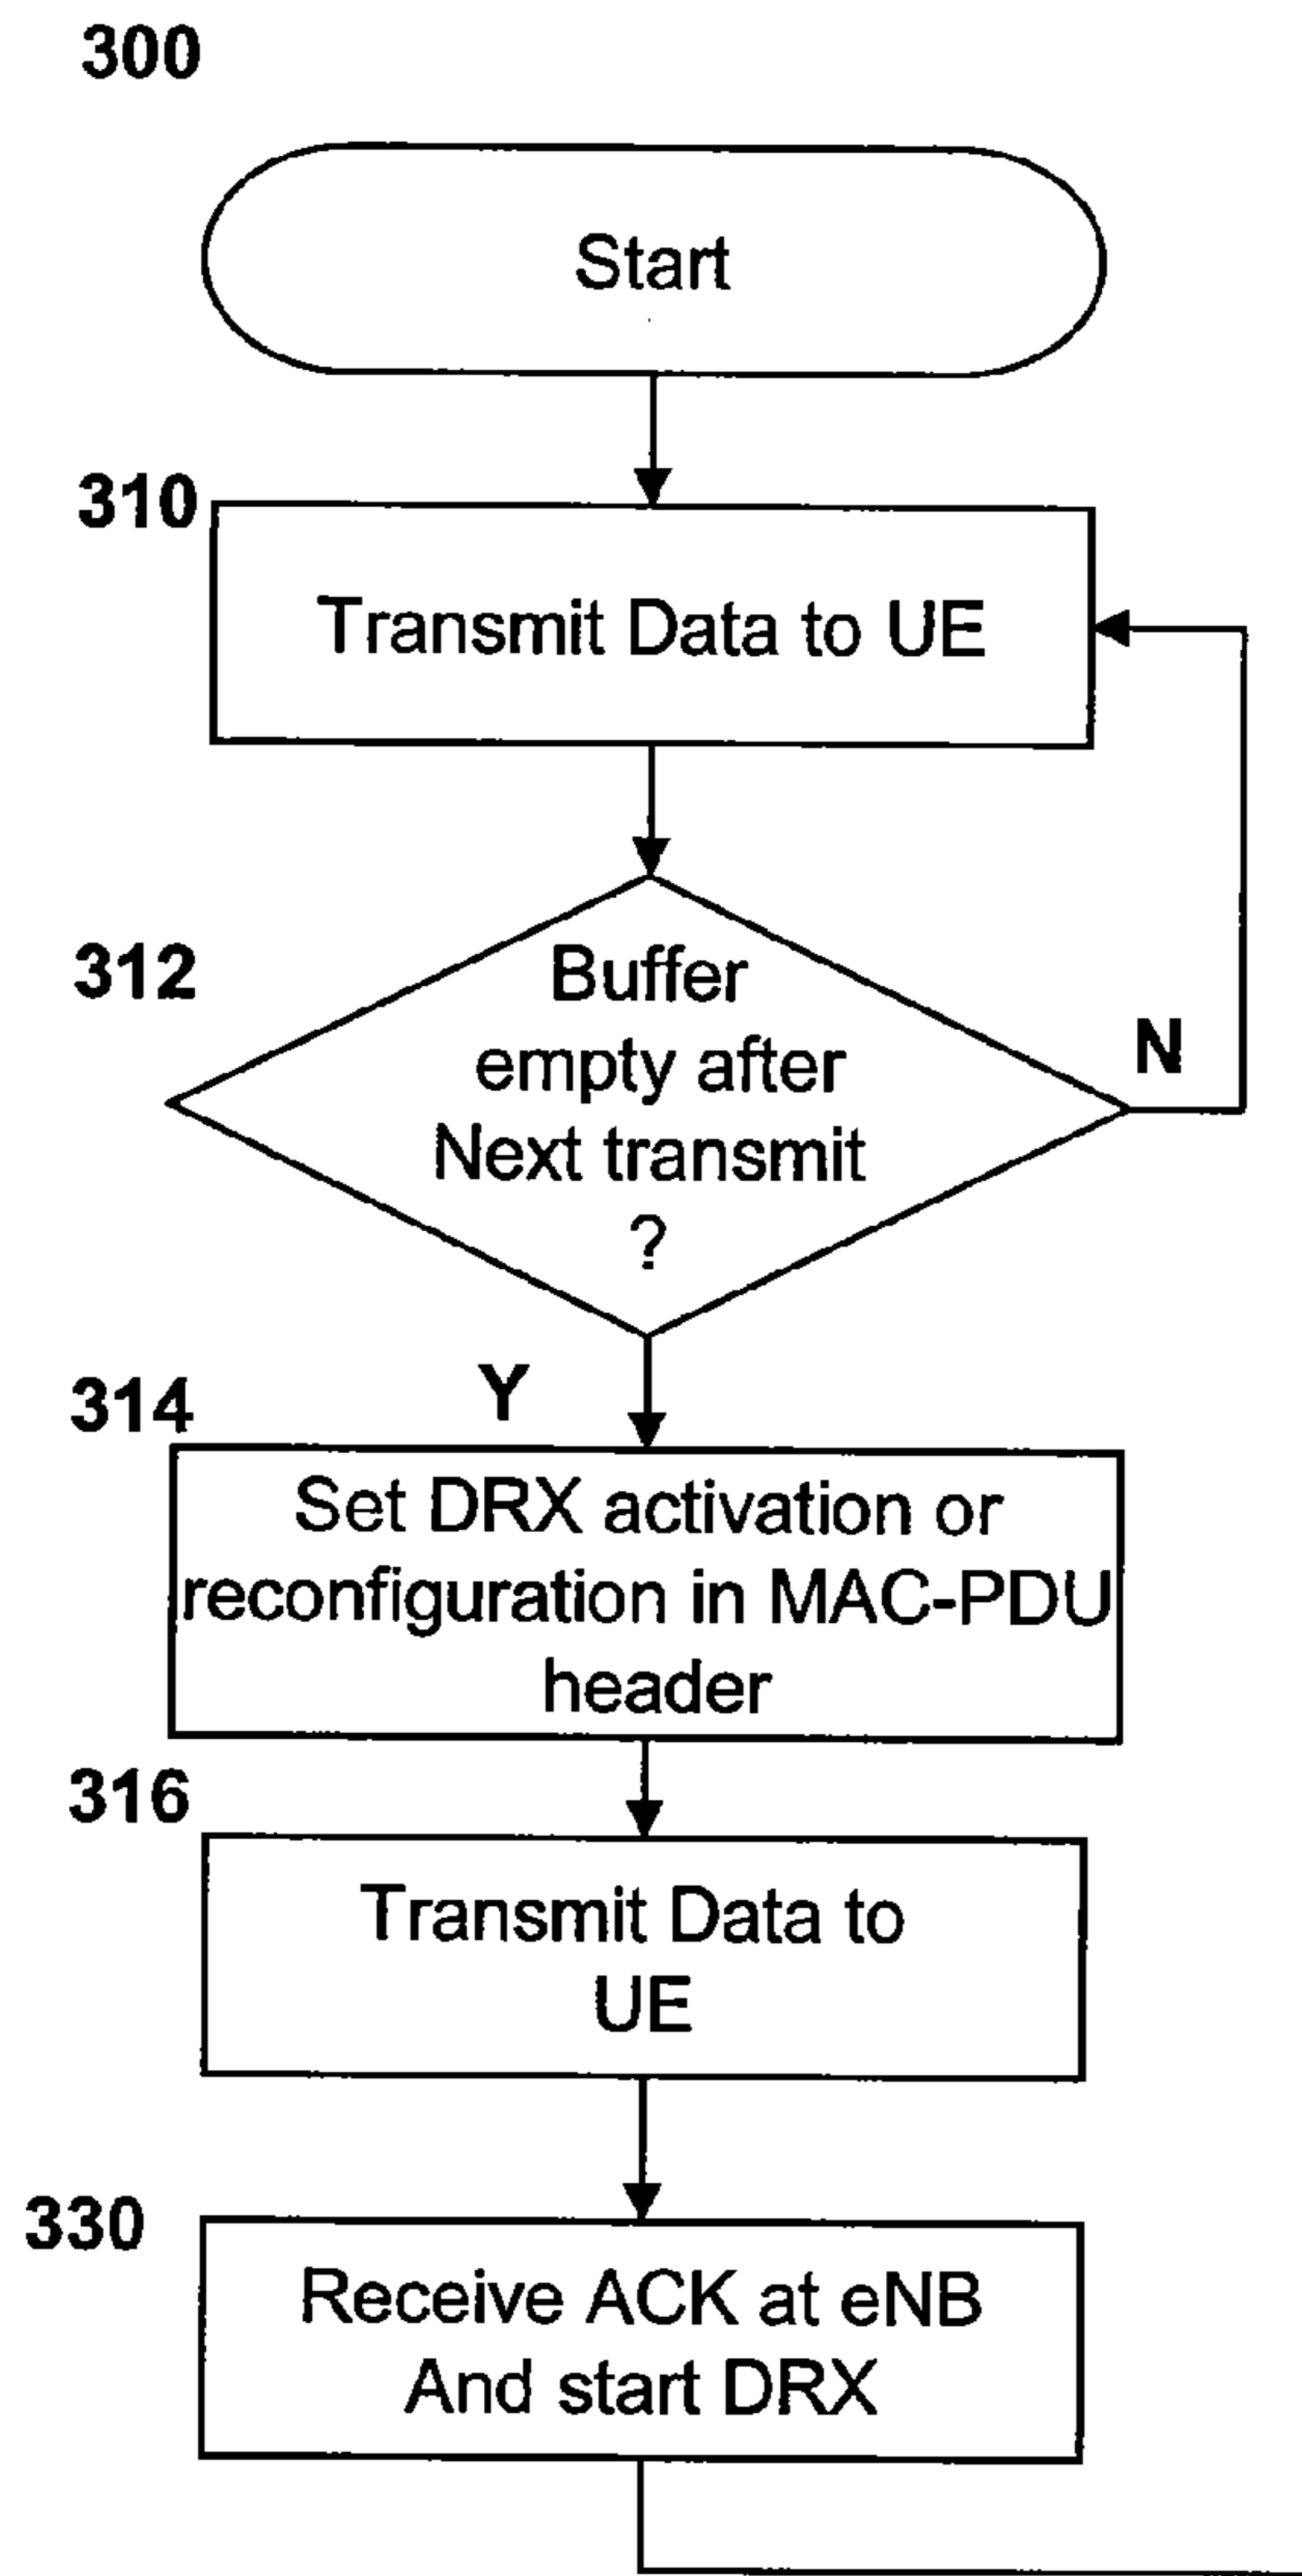 300
Start
310
Transmit Data to UE
312
Buffer
empty after
Next transmit
?
N
Y
314
Set DRX activation or
reconfiguration in MAC-PDU
header
316
Transmit Data to
UE
330
Receive ACK at eNB
And start DRX